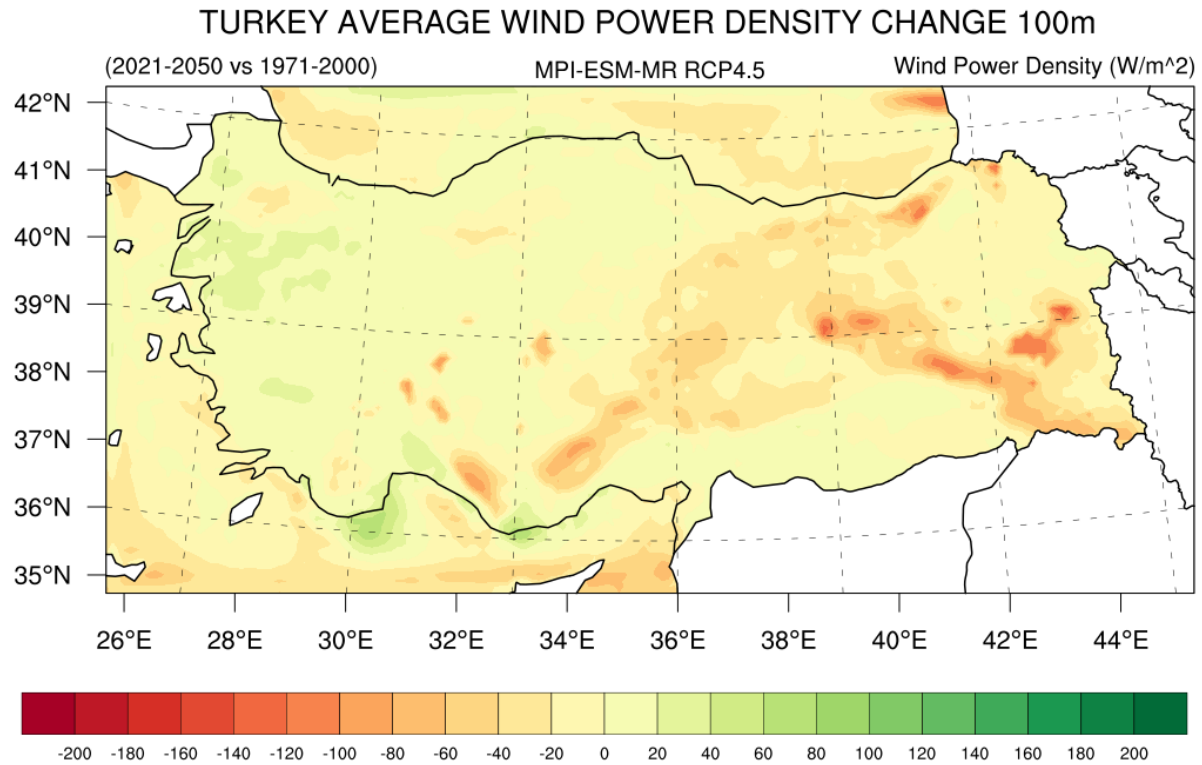 TURKEY AVERAGE WIND POWER DENSITY CHANGE 100m
(2021-2050 vs 1971-2000) MPI-ESM-MR RCP4.5 Wind Power Density (W/m^2)
42°N
41°N
40°N
39°N
38°N
37°N
36°N
35°N
26°E 28°E 30°E 32°E 34°E 36°E 38°E 40°E 42°E 44°E
-200 -180 -160 -140 -120 -100 -80 -60 -40 -20 0 20 40 60 80 100 120 140 160 180 200